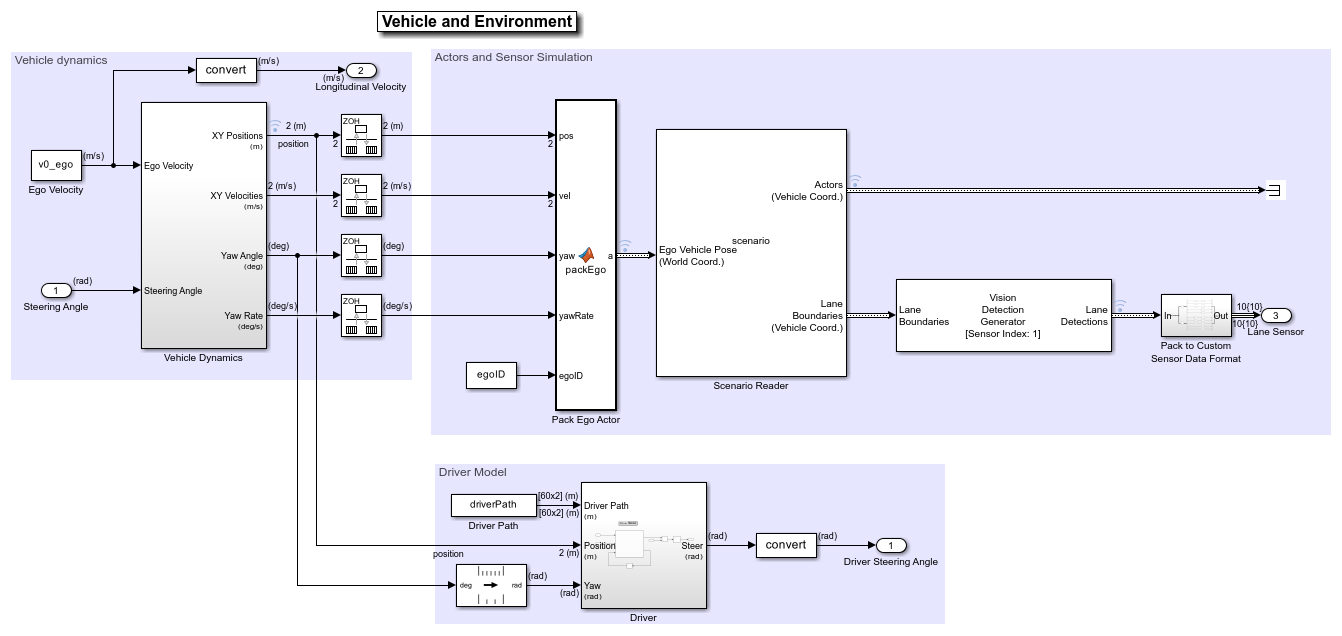 Vehicle and Environment
Vehicle dynamics
convert
(m/s)
(m/s)
2
Longitudinal Velocity
v0_ego
(m/s)
Ego Velocity
1
(rad)
Steering Angle
Ego Velocity
Steering Angle
XY Positions
(m)
XY Velocities
(m/s)
Yaw Angle
(deg)
Yaw Rate
(deg/s)
Vehicle Dynamics
2 (m)
position
2
ZOH
2 (m)
2 (m/s)
2
ZOH
2 (m/s)
(deg)
ZOH
(deg)
(deg/s)
ZOH
(deg/s)
Actors and Sensor Simulation
2
pos
2
vel
yaw
a
packEgo
yawRate
egoID
egoID
Pack Ego Actor
Ego Vehicle Pose
(World Coord.)
scenario
Actors
(Vehicle Coord.)
Lane
Boundaries
(Vehicle Coord.)
Scenario Reader
Lane
Boundaries
Vision
Detection
Generator
[Sensor Index: 1]
Lane
Detections
In
Out
Pack to Custom
Sensor Data Format
10{10}
10{10}
3
Lane Sensor
Driver Model
driverPath
Driver Path
[60x2] (m)
[60x2] (m)
position
2 (m)
deg
rad
(rad)
(rad)
Driver Path
(m)
Position
(m)
Yaw
(rad)
Steer
(rad)
Driver
(rad)
convert
(rad)
1
Driver Steering Angle